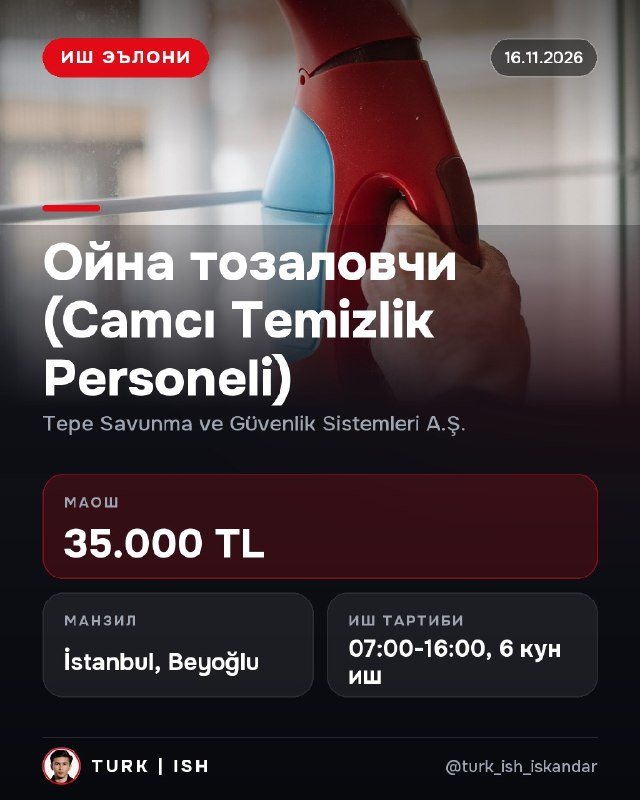 ИШ ЭЪЛОНИ
16.11.2026
Ойна тозаловчи
(Camcı Temizlik
Personeli)
Tepe Savunma ve Güvenlik Sistemleri A.Ş.
МАОШ
35.000 TL
МАНЗИЛ
İstanbul, Beyoğlu
ИШ ТАРТИБИ
07:00-16:00, 6 кун
иш
TURK | ISH
@turk_ish_iskandar